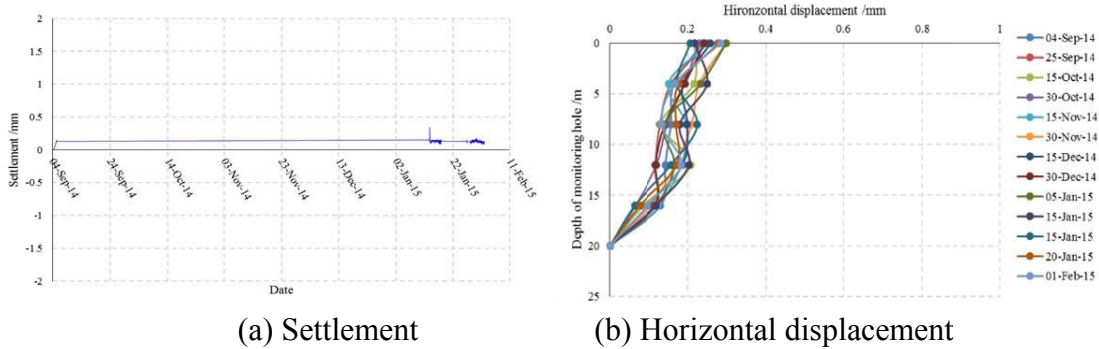 Settlement /mm
2
1.5
1
0.5
0
-0.5
-1
-1.5
-2
04-Sep-14
24-Sep-14
14-Oct-14
03-Nov-14
23-Nov-14
13-Dec-14
02-Jan-15
22-Jan-15
11-Feb-15
Date
(a) Settlement
Hironzontal displacement /mm
0 0.2 0.4 0.6 0.8 1
Depth of monitoring hole /m
0
5
10
15
20
25
04-Sep-14
25-Sep-14
15-Oct-14
30-Oct-14
15-Nov-14
30-Nov-14
15-Dec-14
30-Dec-14
05-Jan-15
15-Jan-15
15-Jan-15
20-Jan-15
01-Feb-15
(b) Horizontal displacement